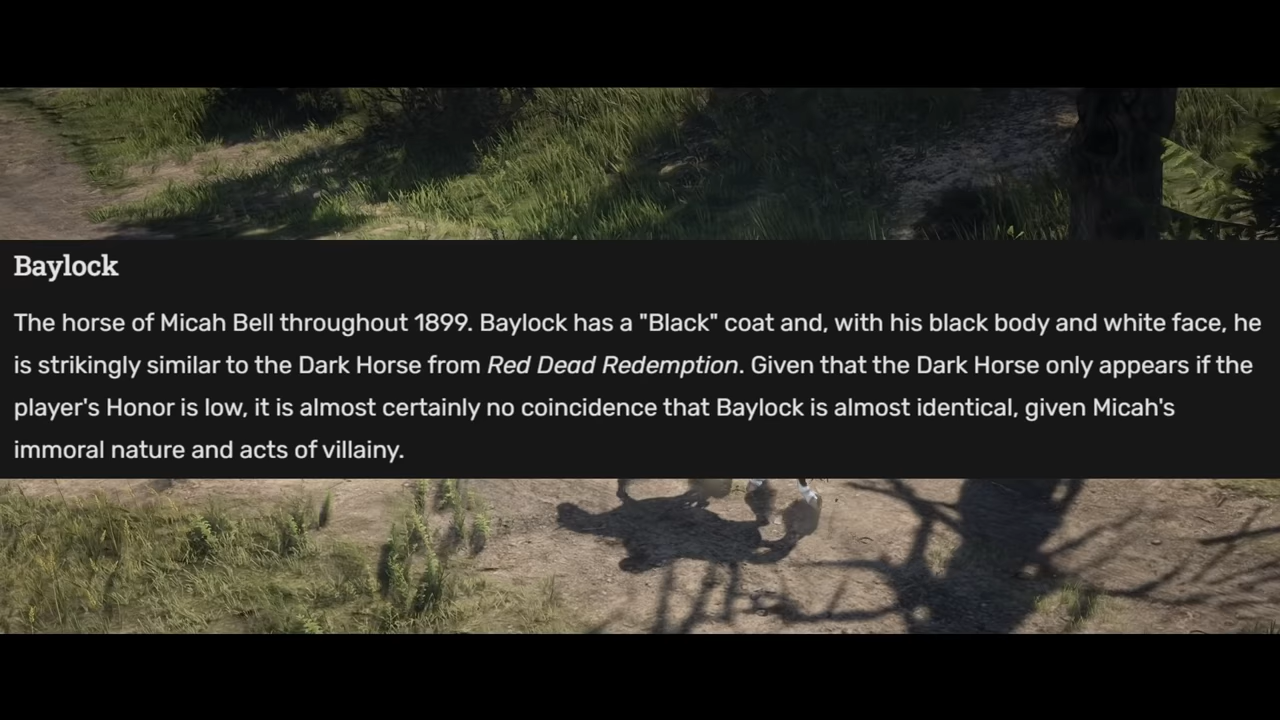 Baylock
The horse of Micah Bell throughout 1899. Baylock has a "Black" coat and, with his black body and white face, he
is strikingly similar to the Dark Horse from Red Dead Redemption. Given that the Dark Horse only appears if the
player's Honor is low, it is almost certainly no coincidence that Baylock is almost identical, given Micah's
immoral nature and acts of villainy.